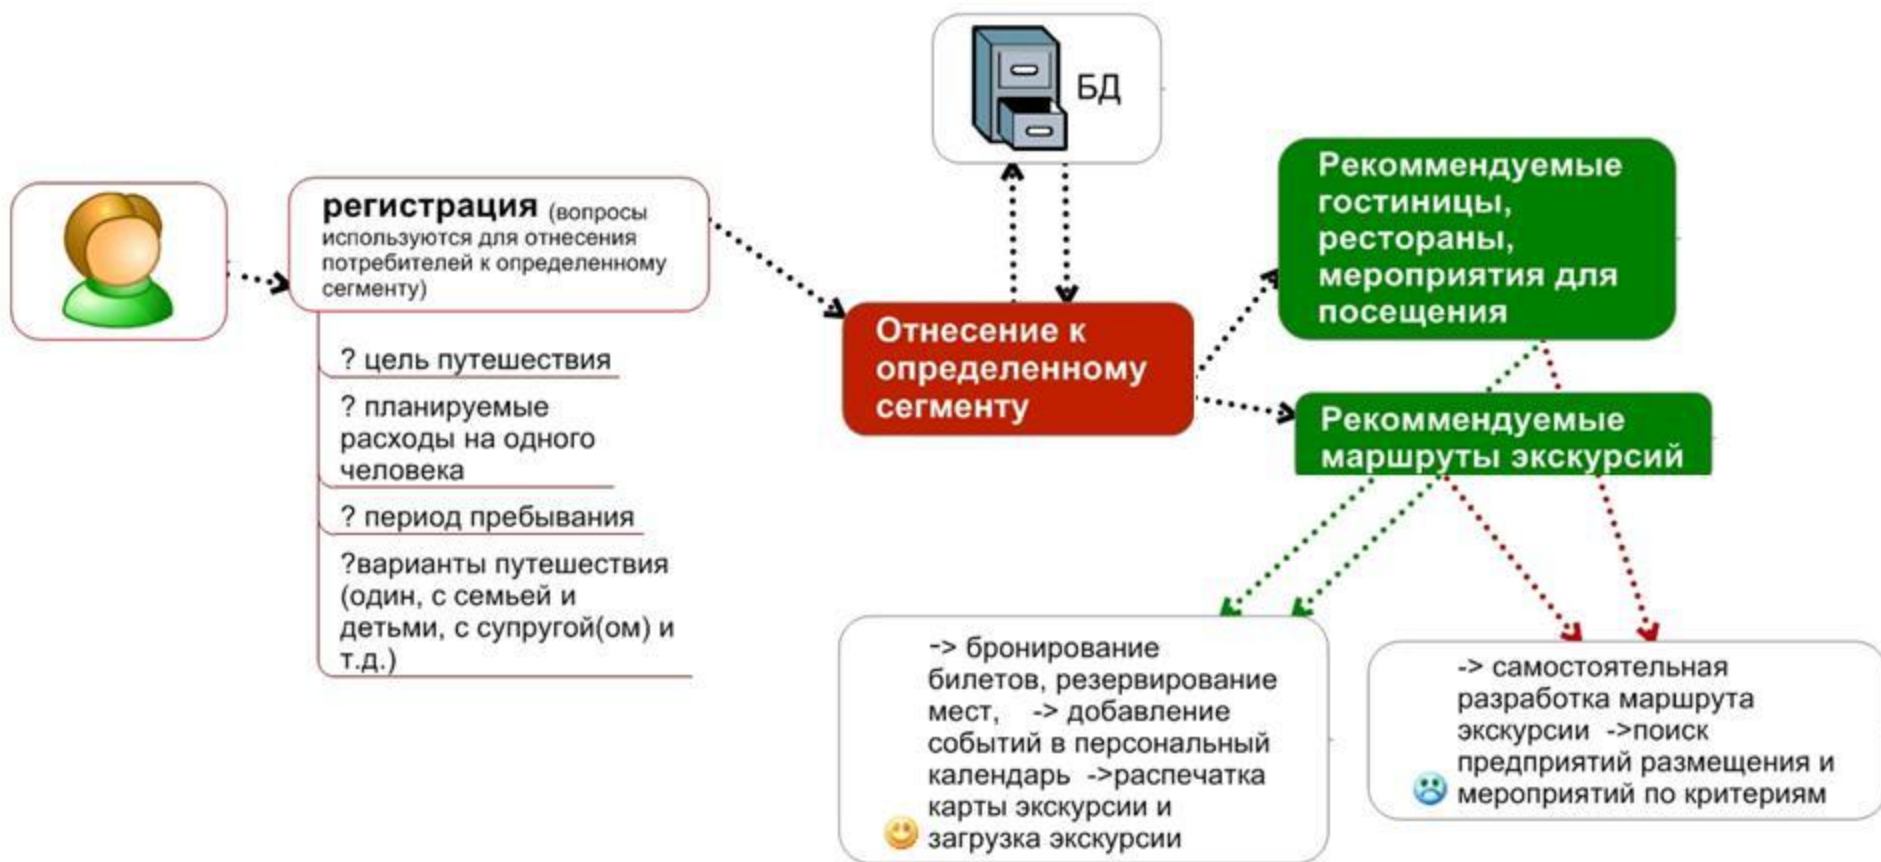 БД
регистрация (вопросы
используются для отнесения
потребителей к определенному
сегменту)
? цель путешествия
? планируемые
расходы на одного
человека
? период пребывания
?варианты путешествия
(один, с семьей и
детьми, с супругой(ом) и
т.д.)
Отнесение к
определенному
сегменту
Рекоммендуемые
гостиницы,
рестораны,
мероприятия для
посещения
Рекоммендуемые
маршруты экскурсий
-> бронирование
билетов, резервирование
мест, -> добавление
событий в персональный
календарь ->распечатка
карты экскурсии и
загрузка экскурсии
-> самостоятельная
разработка маршрута
экскурсии ->поиск
предприятий размещения и
мероприятий по критериям